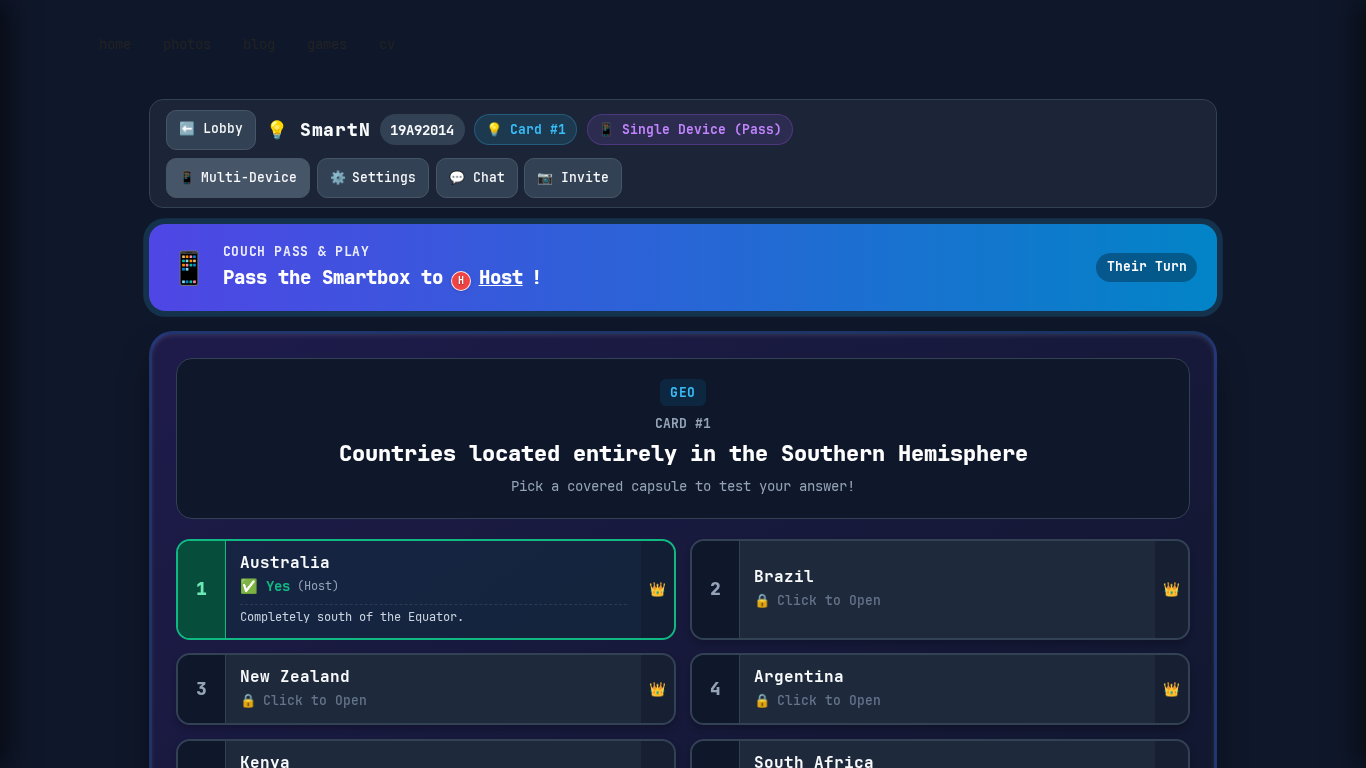 home photos blog games cv
Lobby SmartN 19A92014 Card #1 Single Device (Pass)
Multi-Device Settings Chat Invite
COUCH PASS & PLAY
Pass the Smartbox to H Host !
Their Turn
GEO
CARD #1
Countries located entirely in the Southern Hemisphere
Pick a covered capsule to test your answer!
1
Australia
Yes (Host)
Completely south of the Equator.
2
Brazil
Click to Open
3
New Zealand
Click to Open
4
Argentina
Click to Open
Kenya
South Africa